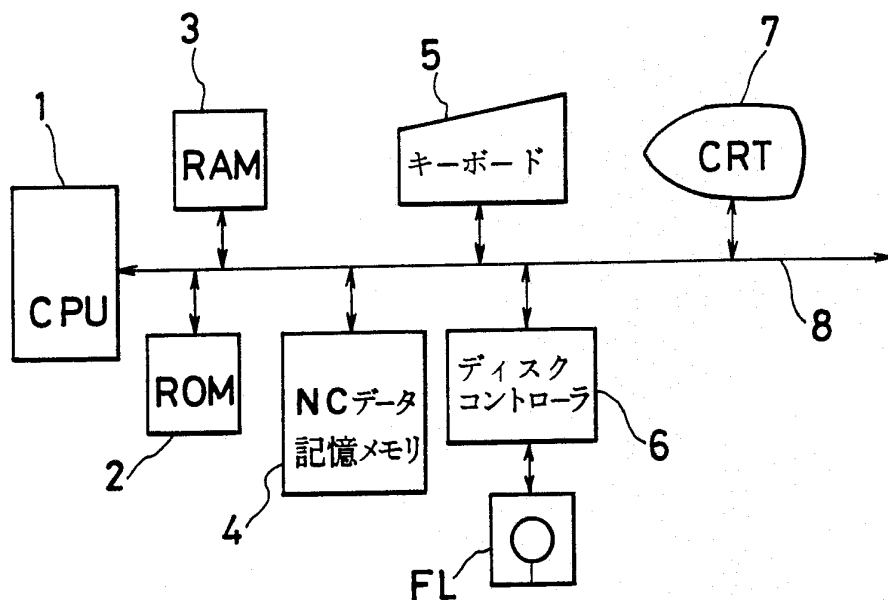 3
5
7
1
RAM
キーボード
CRT
CPU
8
ROM
NCデータ
記憶メモリ
ディスク
コントローラ
2
4
6
FL